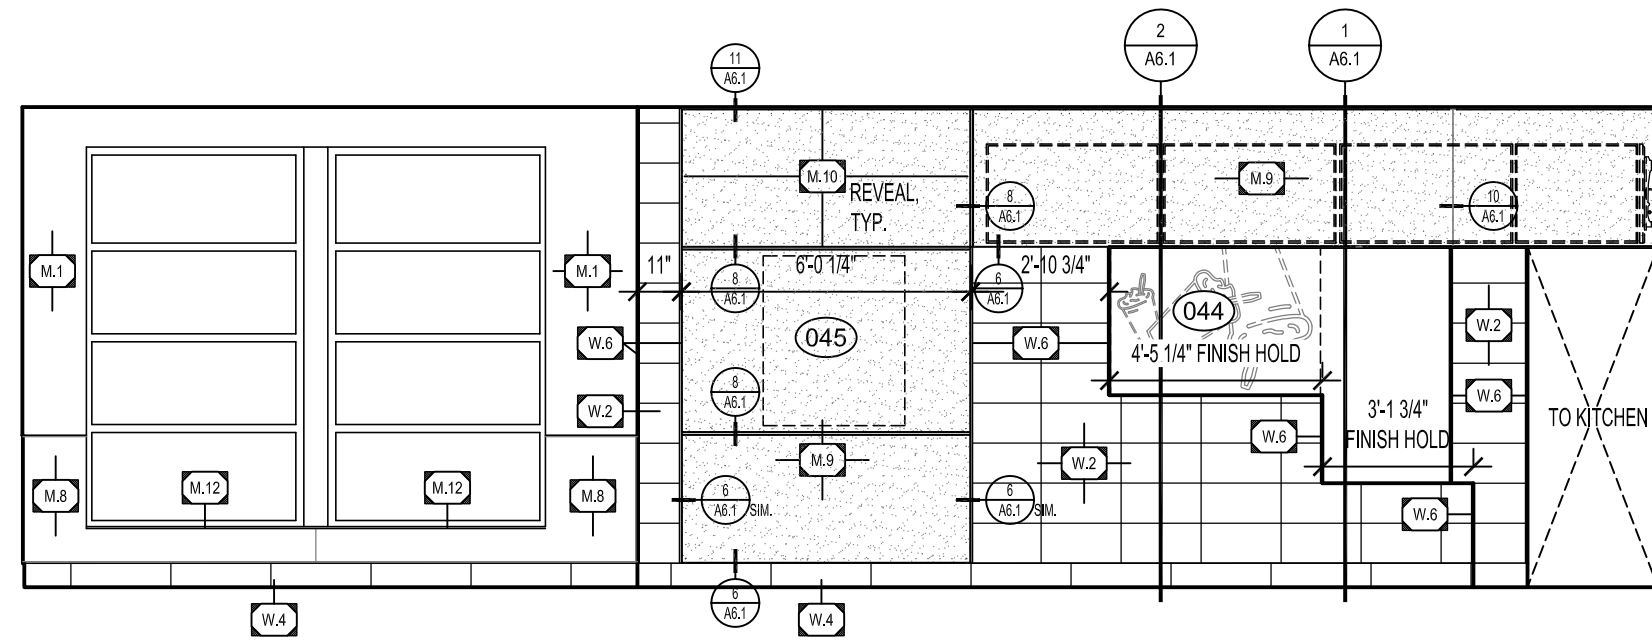 2
A6.1
1
A6.1
11
A6.1
M.10
REVEAL,
TYP.
M.9
8
A6.1
10
A6.1
M.1
M.1
11"
6'-0 1/4"
2'-10 3/4"
8
A6.1
6
A6.1
045
044
W.6
W.6
W.2
4'-5 1/4" FINISH HOLD
8
A6.1
W.2
W.6
3'-1 3/4"
FINISH HOLD
TO KITCHEN
W.6
M.9
W.2
M.12
M.12
M.8
M.8
6
A6.1
SIM.
6
A6.1
SIM.
W.6
6
A6.1
W.4
W.4